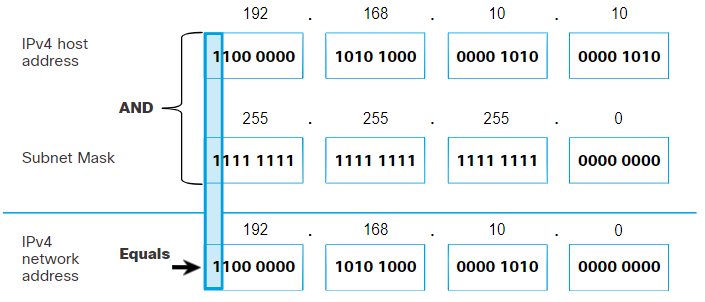 192 . 168 . 10 . 10
IPv4 host
address
1100 0000 1010 1000 0000 1010 0000 1010
AND
255 . 255 . 255 . 0
Subnet Mask
1111 1111 1111 1111 1111 1111 0000 0000
192 . 168 . 10 . 0
IPv4
network
address
Equals
1100 0000 1010 1000 0000 1010 0000 0000